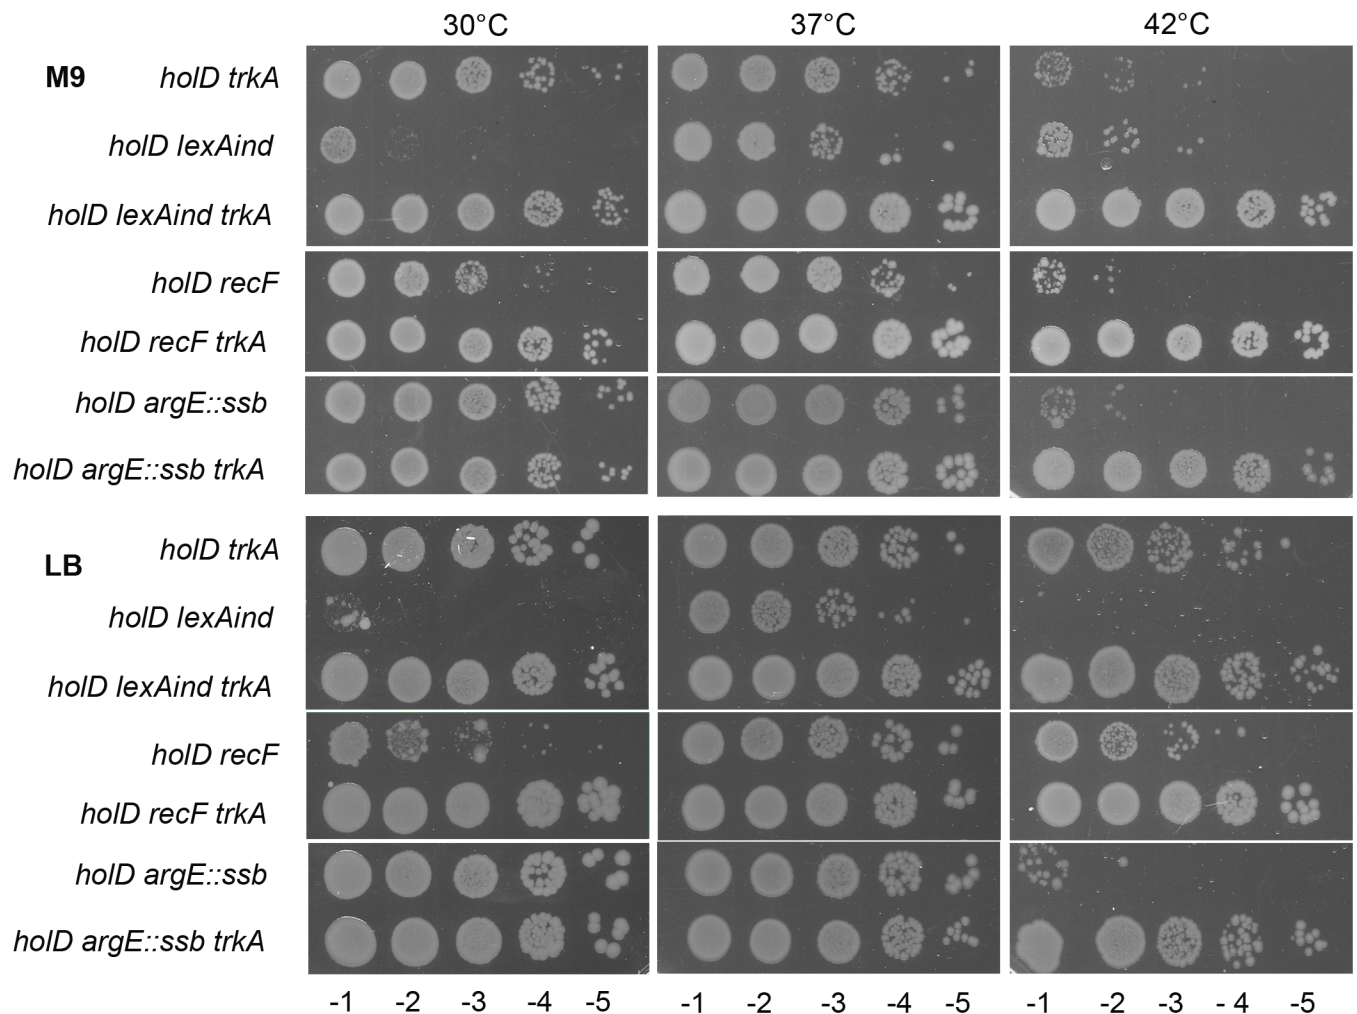 30°C 37°C 42°C
M9 holD trkA
holD lexAind
holD lexAind trkA
holD recF
holD recF trkA
holD argE::ssb
holD argE::ssb trkA
LB holD trkA
holD lexAind
holD lexAind trkA
holD recF
holD recF trkA
holD argE::ssb
holD argE::ssb trkA
-1 -2 -3 -4 -5 -1 -2 -3 -4 -5 -1 -2 -3 - 4 -5